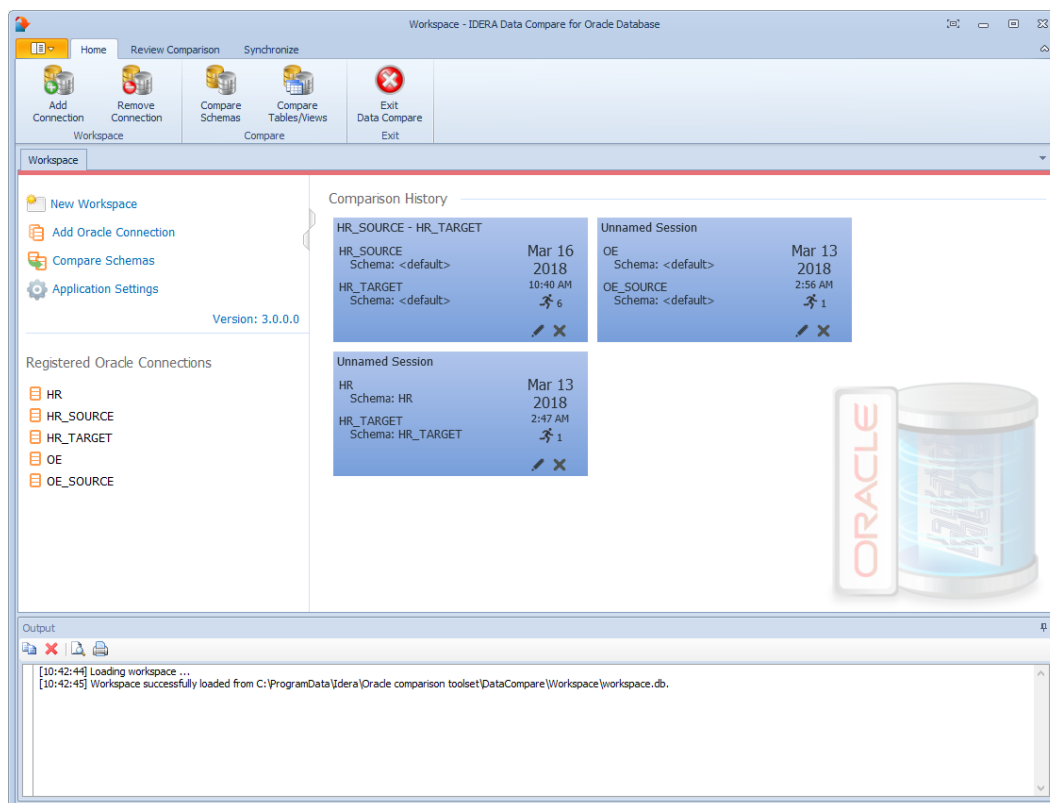 Workspace - IDERA Data Compare for Oracle Database
Home Review Comparison Synchronize
Add Connection
Remove Connection
Compare Schemas
Compare Tables/Views
Exit Data Compare
Workspace
Compare
Exit
Workspace
New Workspace
Add Oracle Connection
Compare Schemas
Application Settings
Version: 3.0.0.0
Registered Oracle Connections
HR
HR_SOURCE
HR_TARGET
OE
OE_SOURCE
Comparison History
HR_SOURCE - HR_TARGET
HR_SOURCE
Schema: <default>
HR_TARGET
Schema: <default>
Mar 16
2018
10:40 AM
6
Unnamed Session
OE
Schema: <default>
OE_SOURCE
Schema: <default>
Mar 13
2018
2:56 AM
1
Unnamed Session
HR
Schema: HR
HR_TARGET
Schema: HR_TARGET
Mar 13
2018
2:47 AM
1
ORACLE
Output
[10:42:44] Loading workspace ...
[10:42:45] Workspace successfully loaded from C:\ProgramData\Idera\Oracle comparison toolset\DataCompare\Workspace\workspace.db.